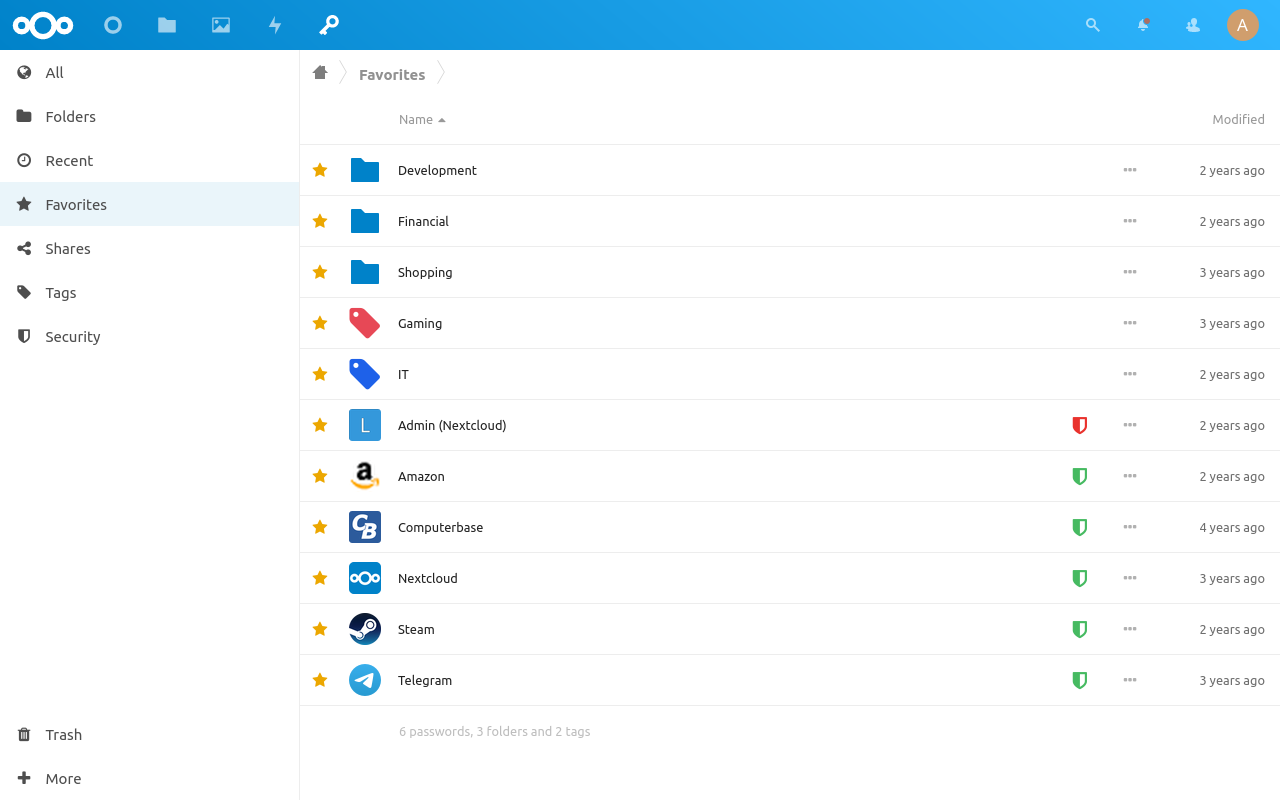 A
All
Folders
Recent
Favorites
Shares
Tags
Security
Trash
More
Favorites
Name Modified
Development 2 years ago
Financial 2 years ago
Shopping 3 years ago
Gaming 3 years ago
IT 2 years ago
L Admin (Nextcloud) 2 years ago
a Amazon 2 years ago
CB Computerbase 4 years ago
Nextcloud 3 years ago
Steam 2 years ago
Telegram 3 years ago
6 passwords, 3 folders and 2 tags